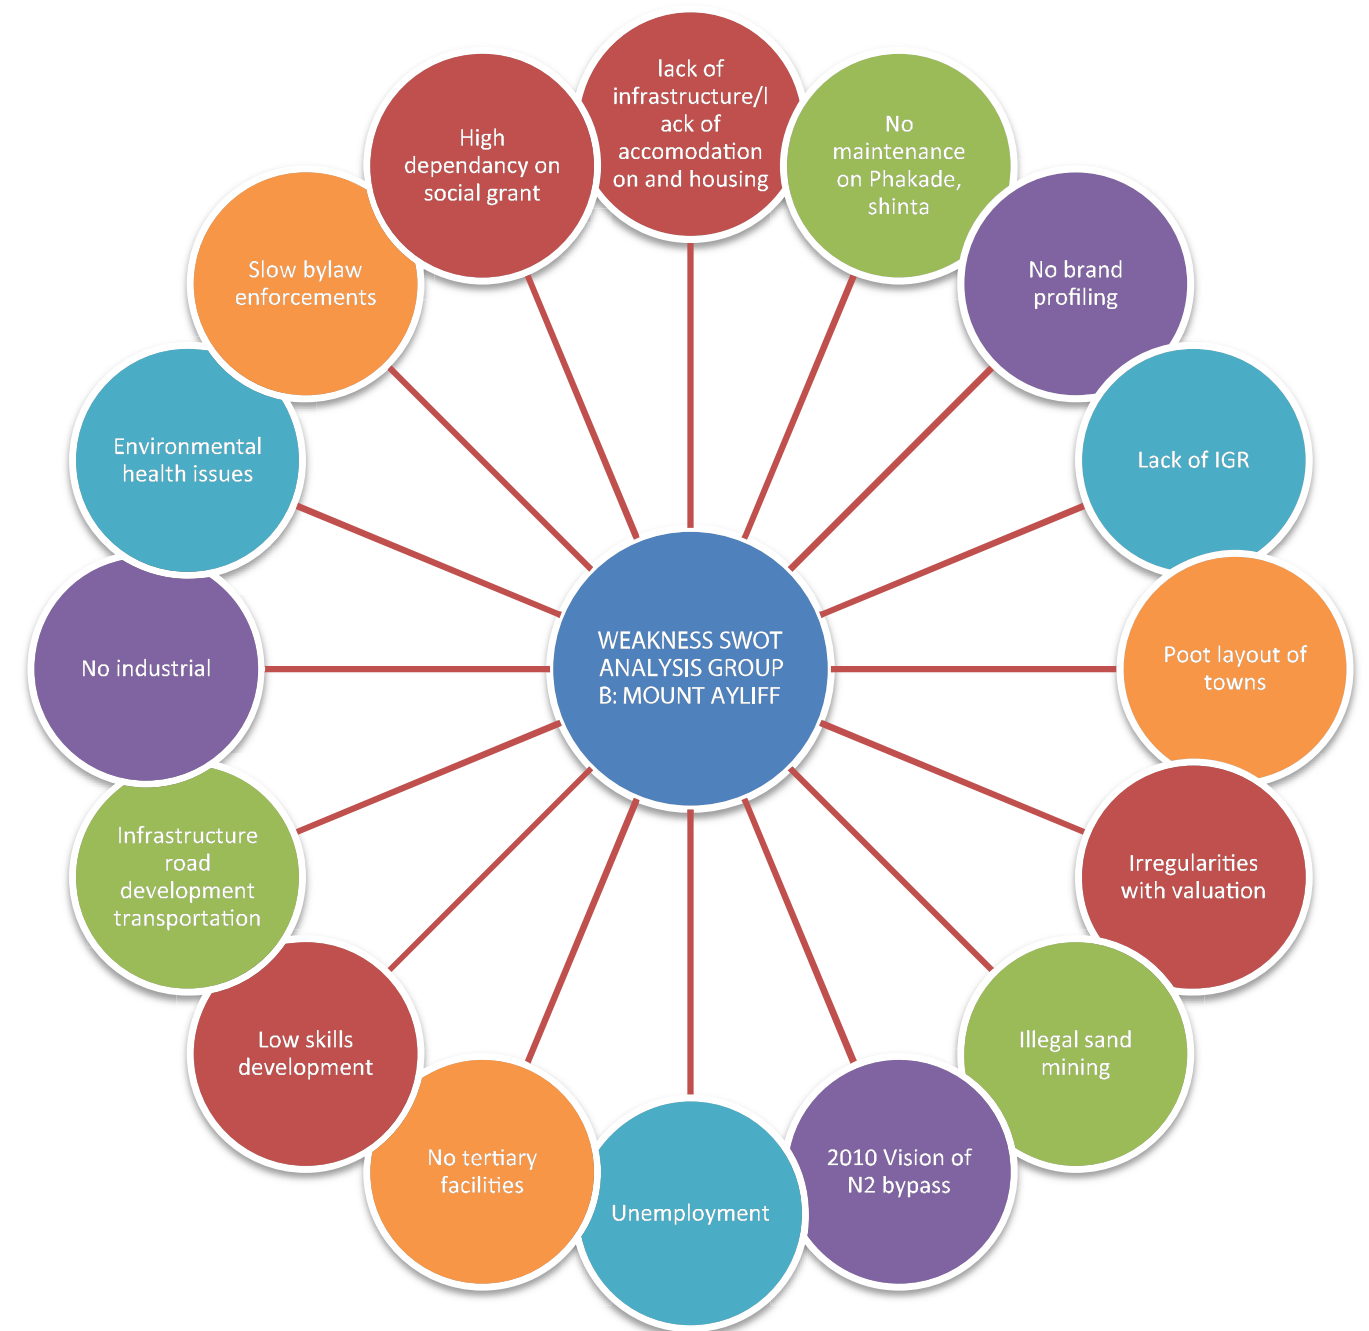 lack of
infrastructure/l
ack of
accomodation
on and housing
No
maintenance
on Phakade,
shinta
No brand
profiling
Lack of IGR
Poot layout of
towns
Irregularities
with valuation
Illegal sand
mining
2010 Vision of
N2 bypass
Unemployment
No tertiary
facilities
Low skills
development
Infrastructure
road
development
transportation
No industrial
Environmental
health issues
Slow bylaw
enforcements
High
dependancy on
social grant
WEAKNESS SWOT
ANALYSIS GROUP
B: MOUNT AYLIFF